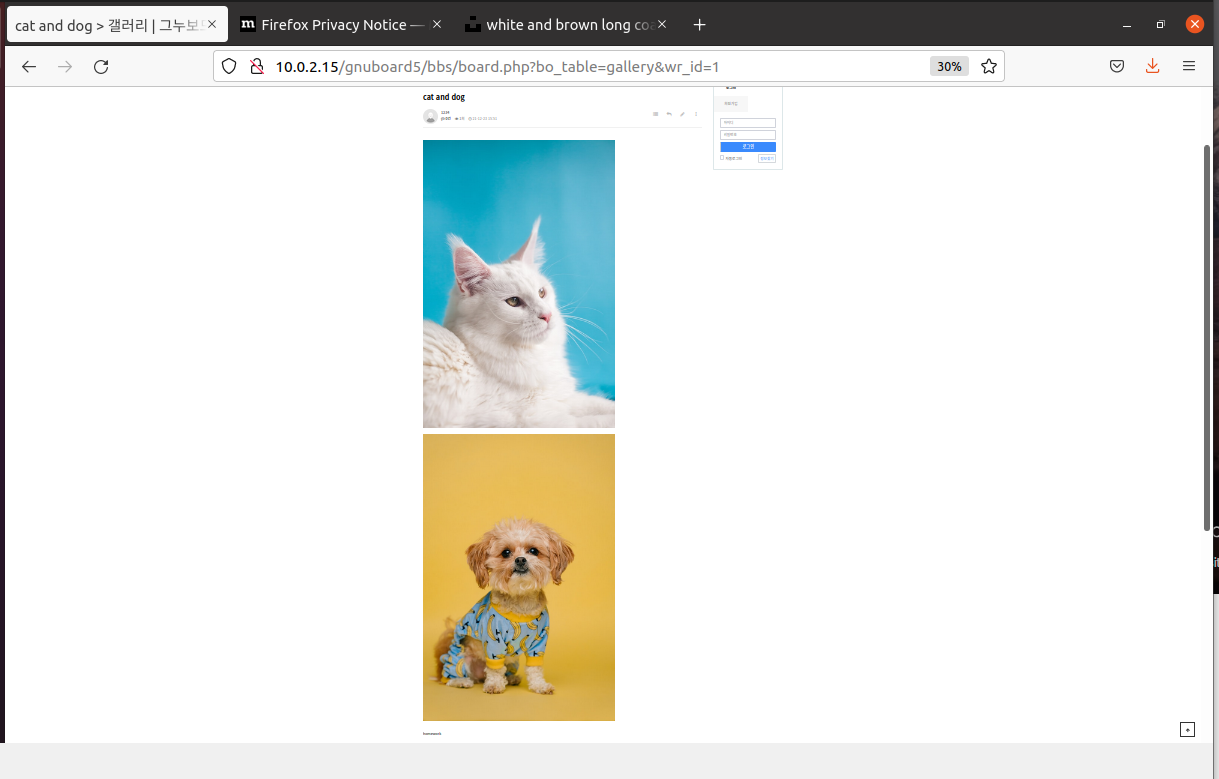 cat and dog > 갤러리 | 그누보드
Firefox Privacy Notice —
white and brown long coa
10.0.2.15/gnuboard5/bbs/board.php?bo_table=gallery&wr_id=1
30%
cat and dog
1234
로그인
homework